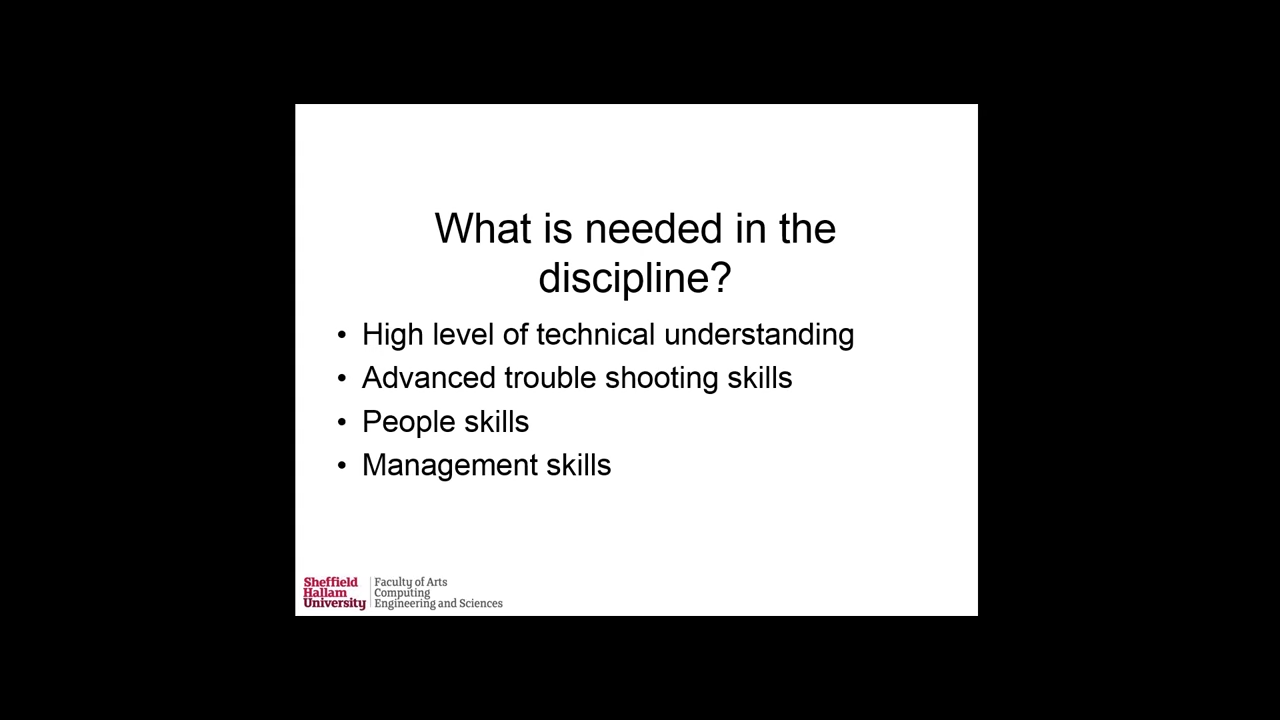 What is needed in the
discipline?
• High level of technical understanding
• Advanced trouble shooting skills
• People skills
• Management skills
Sheffield
Hallam
University
Faculty of Arts
Computing
Engineering and Sciences